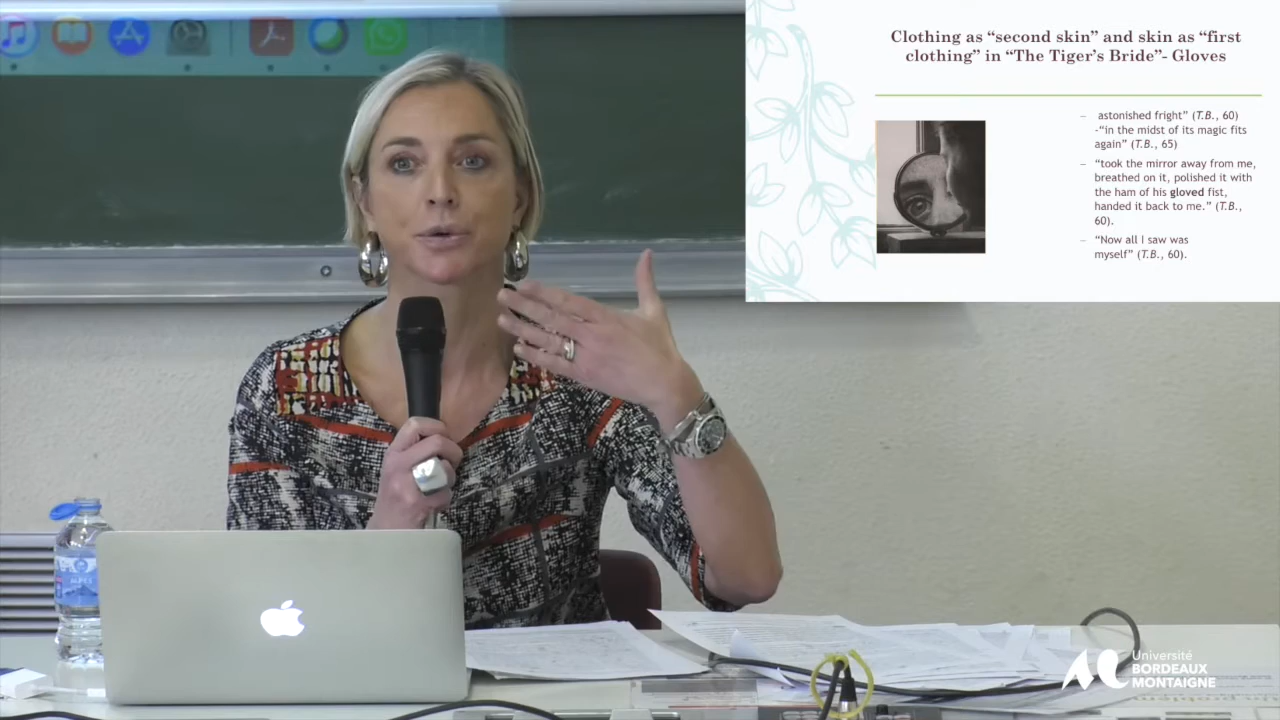 Clothing as “second skin” and skin as “first
clothing” in “The Tiger’s Bride”- Gloves
– astonished fright” (T.B., 60)
-“in the midst of its magic fits
again” (T.B., 65)
– “took the mirror away from me,
breathed on it, polished it with
the ham of his gloved fist,
handed it back to me.” (T.B.,
60).
– “Now all I saw was
myself” (T.B., 60).
Université
BORDEAUX
MONTAIGNE